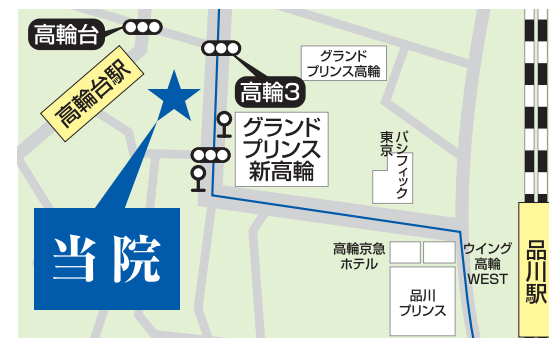 高輪台
高輪3
高輪台駅
グランド
プリンス高輪
グランド
プリンス
新高輪
パシフィック
東京
当院
高輪京急
ホテル
ウイング
高輪
WEST
品川
プリンス
品川駅